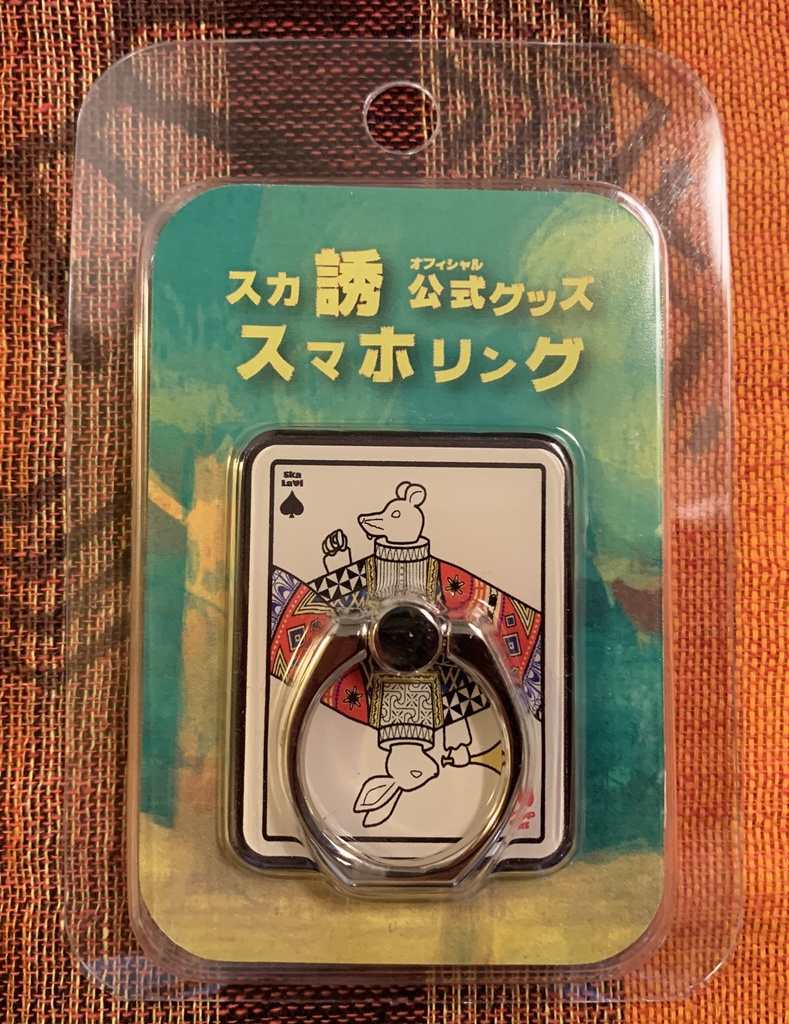 スカ誘 公式グッズ
オフィシャル
スマホリング
Ska
LaVi